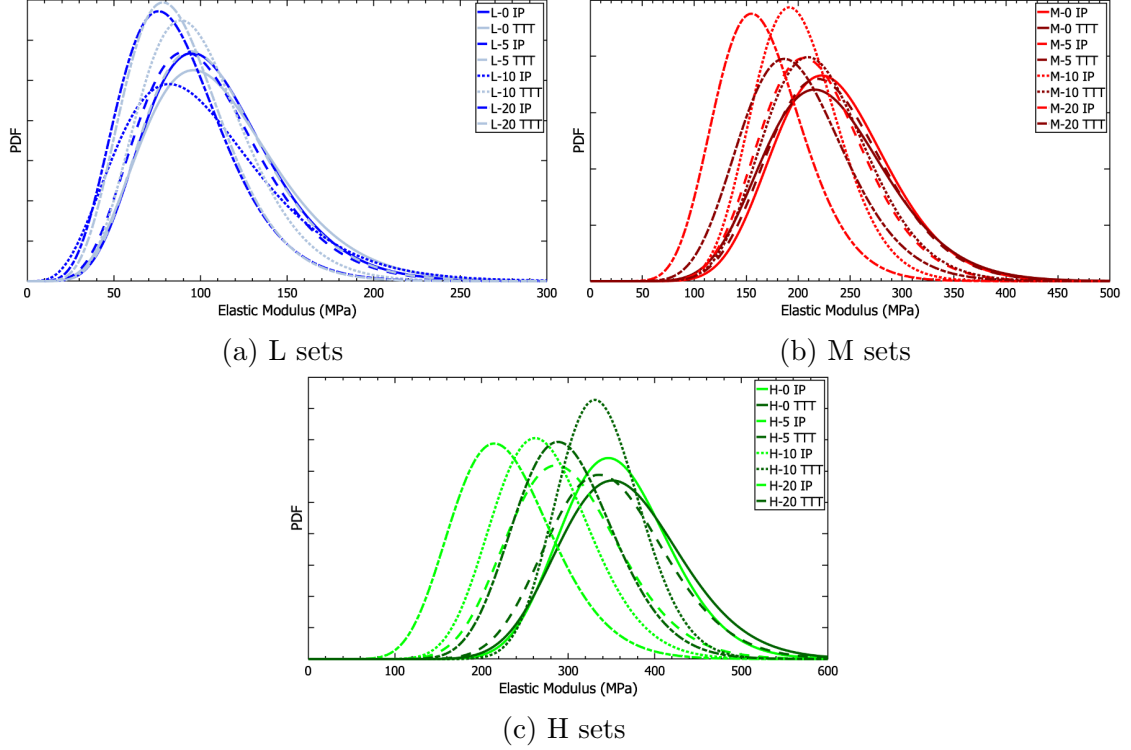 L-0 IP
L-0 TTT
L-5 IP
L-5 TTT
L-10 IP
L-10 TTT
L-20 IP
L-20 TTT
PDF
0 50 100 150 200 250 300
Elastic Modulus (MPa)
(a) L sets
M-0 IP
M-0 TTT
M-5 IP
M-5 TTT
M-10 IP
M-10 TTT
M-20 IP
M-20 TTT
PDF
0 50 100 150 200 250 300 350 400 450 500
Elastic Modulus (MPa)
(b) M sets
H-0 IP
H-0 TTT
H-5 IP
H-5 TTT
H-10 IP
H-10 TTT
H-20 IP
H-20 TTT
PDF
0 100 200 300 400 500 600
Elastic Modulus (MPa)
(c) H sets